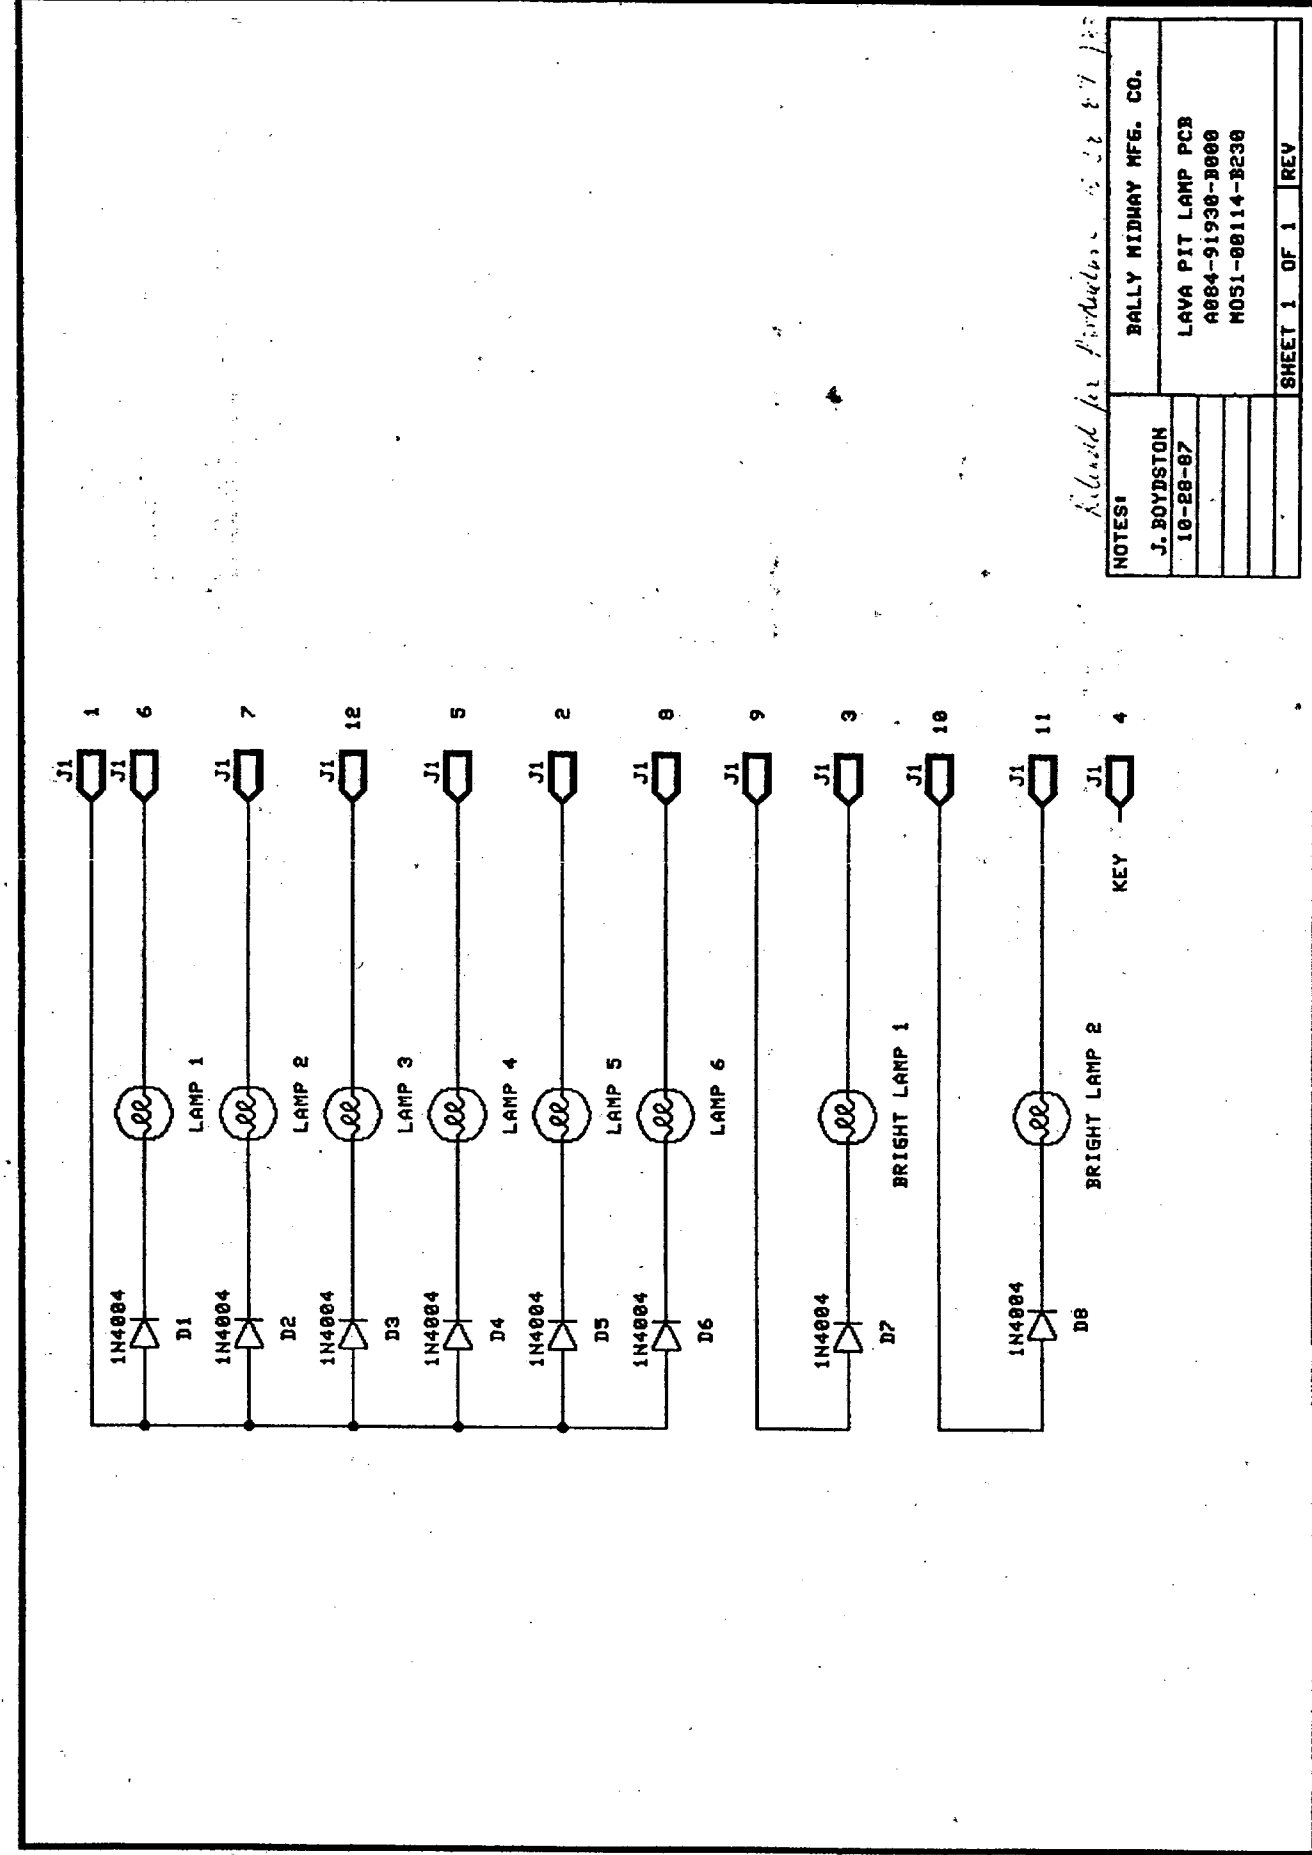 J1 1
J1 6
1N4004
D1
LAMP 1
J1 7
1N4004
D2
LAMP 2
J1 12
1N4004
D3
LAMP 3
J1 5
1N4004
D4
LAMP 4
J1 2
1N4004
D5
LAMP 5
J1 8
1N4004
D6
LAMP 6
J1 9
J1 3
1N4004
D7
BRIGHT LAMP 1
J1 10
J1 11
1N4004
D8
BRIGHT LAMP 2
KEY J1 4
Released for Production
NOTES:
J.BOYDSTON
10-28-87
BALLY MIDWAY MFG. CO.
LAVA PIT LAMP PCB
A084-91930-B000
M051-00114-B230
SHEET 1 OF 1 REV